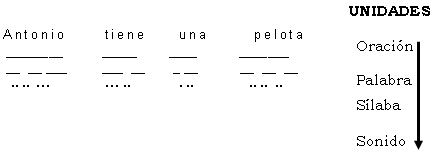 UNIDADES
Antonio tiene una pelota
Oración
Palabra
Sílaba
Sonido